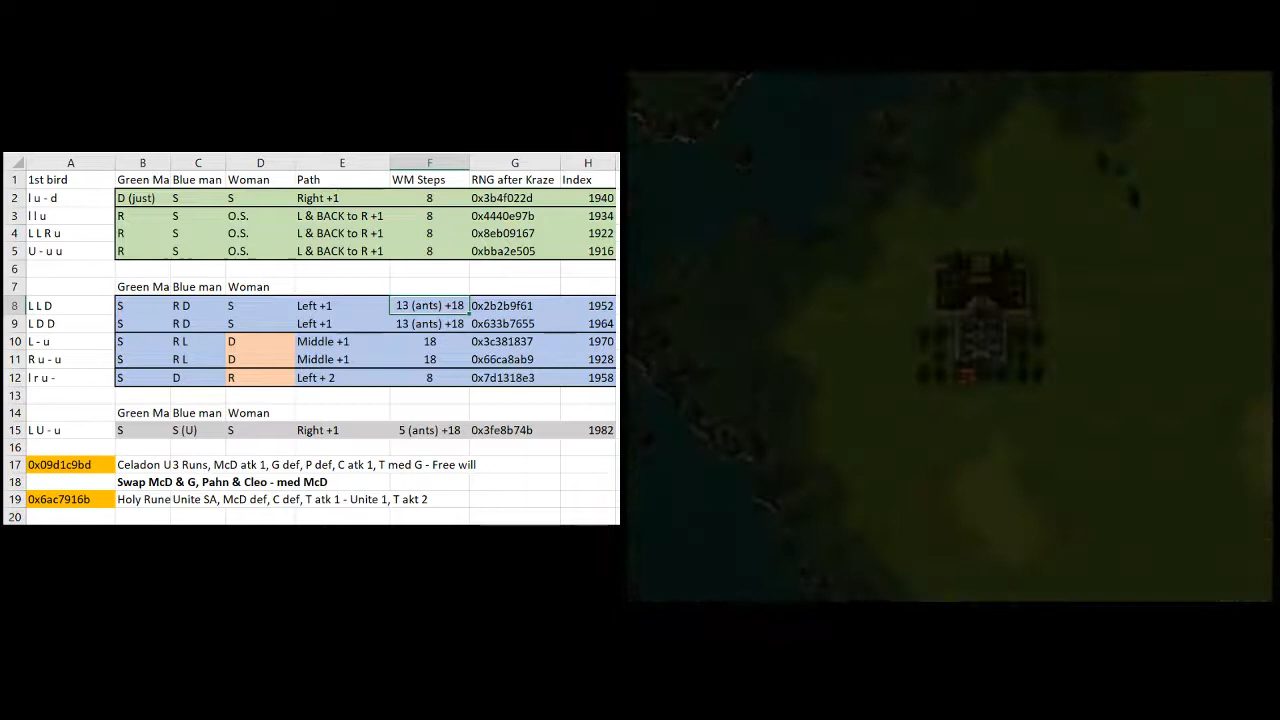 A B C D E F G H
1 1st bird Green Ma Blue man Woman Path WM Steps RNG after Kraze Index
2 l u - d D (just) S S Right +1 8 0x3b4f022d 1940
3 l l u R S O.S. L & BACK to R +1 8 0x4440e97b 1934
4 L L R u R S O.S. L & BACK to R +1 8 0x8eb09167 1922
5 U - u u R S O.S. L & BACK to R +1 8 0xbba2e505 1916
6
7 Green Ma Blue man Woman
8 L L D S R D S Left +1 13 (ants) +18 0x2b2b9f61 1952
9 L D D S R D S Left +1 13 (ants) +18 0x633b7655 1964
10 L - u S R L D Middle +1 18 0x3c381837 1970
11 R u - u S R L D Middle +1 18 0x66ca8ab9 1928
12 l r u - S D R Left + 2 8 0x7d1318e3 1958
13
14 Green Ma Blue man Woman
15 L U - u S S (U) S Right +1 5 (ants) +18 0x3fe8b74b 1982
16
17 0x09d1c9bd Celadon U 3 Runs, McD atk 1, G def, P def, C atk 1, T med G - Free will
18 Swap McD & G, Pahn & Cleo - med McD
19 0x6ac7916b Holy Rune Unite SA, McD def, C def, T atk 1 - Unite 1, T akt 2
20